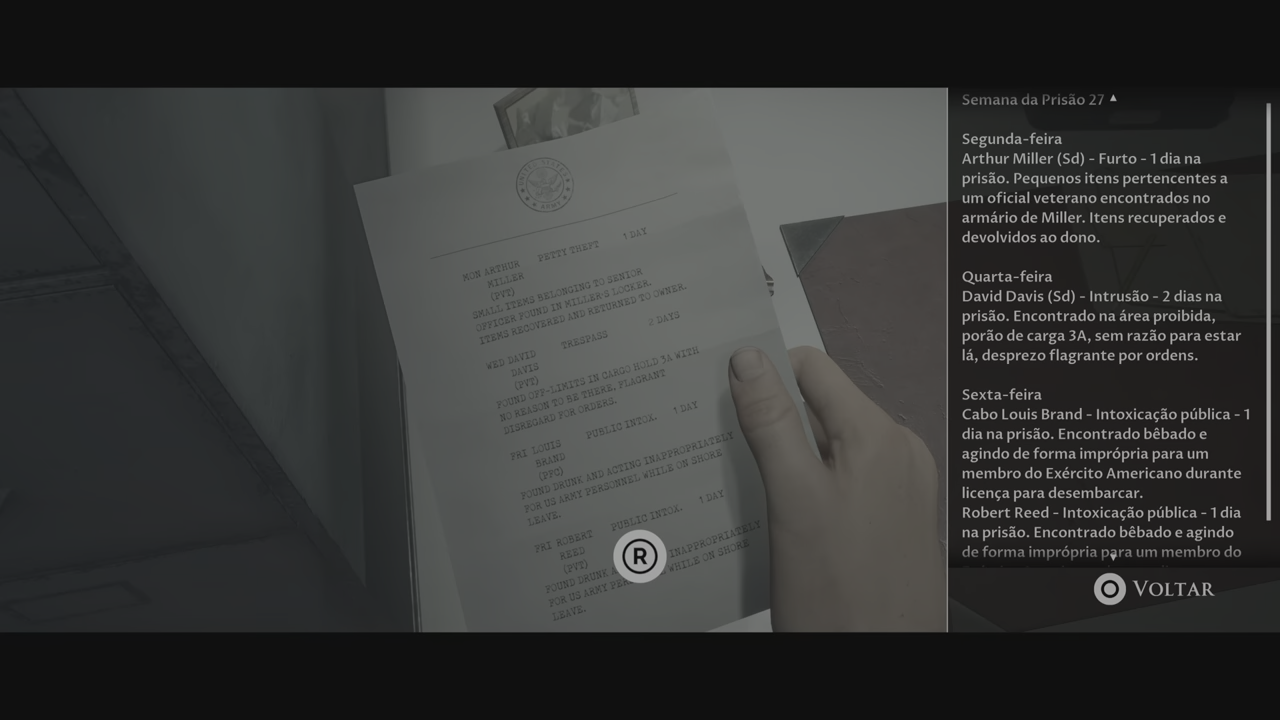 UNITED STATES
ARMY
MON ARTHUR PETTY THEFT 1 DAY
MILLER
(PVT)
SMALL ITEMS BELONGING TO SENIOR
OFFICER FOUND IN MILLER'S LOCKER.
ITEMS RECOVERED AND RETURNED TO OWNER.
WED DAVID TRESPASS 2 DAYS
DAVIS
(PVT)
FOUND OFF-LIMITS IN CARGO HOLD 3A WITH
NO REASON TO BE THERE. FLAGRANT
DISREGARD FOR ORDERS.
FRI LOUIS PUBLIC INTOX. 1 DAY
BRAND
(PFC)
FOUND DRUNK AND ACTING INAPPROPRIATELY
FOR US ARMY PERSONNEL WHILE ON SHORE
LEAVE.
FRI ROBERT PUBLIC INTOX. 1 DAY
REED
(PVT)
FOUND DRUNK INAPPROPRIATELY
FOR US ARMY WHILE ON SHORE
LEAVE.
R
Semana da Prisão 27
Segunda-feira
Arthur Miller (Sd) - Furto - 1 dia na
prisão. Pequenos itens pertencentes a
um oficial veterano encontrados no
armário de Miller. Itens recuperados e
devolvidos ao dono.
Quarta-feira
David Davis (Sd) - Intrusão - 2 dias na
prisão. Encontrado na área proibida,
porão de carga 3A, sem razão para estar
lá, desprezo flagrante por ordens.
Sexta-feira
Cabo Louis Brand - Intoxicação pública - 1
dia na prisão. Encontrado bêbado e
agindo de forma imprópria para um
membro do Exército Americano durante
licença para desembarcar.
Robert Reed - Intoxicação pública - 1 dia
na prisão. Encontrado bêbado e agindo
de forma imprópria para um membro do
VOLTAR